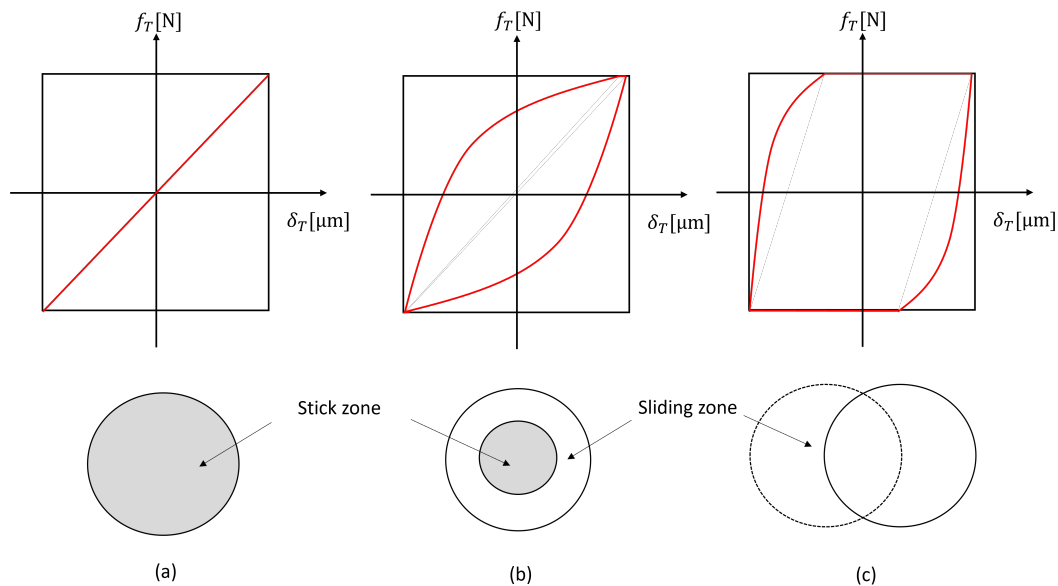 f_T[N] f_T[N] f_T[N]
δ_T[μm] δ_T[μm] δ_T[μm]
Stick zone Sliding zone
(a) (b) (c)